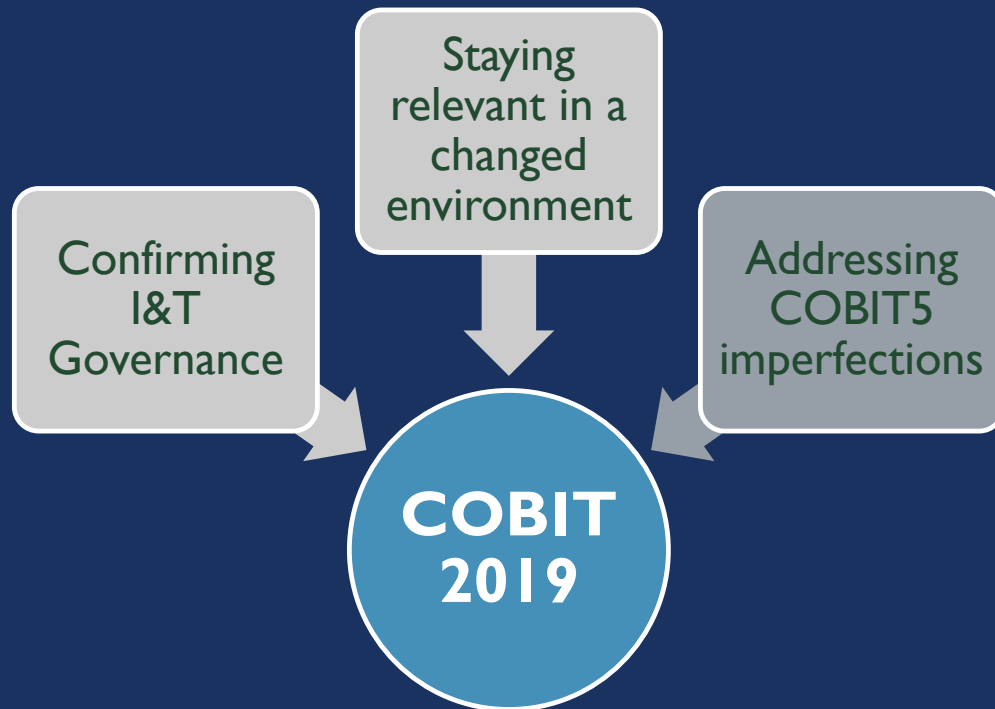 Staying
relevant in a
changed
environment
Confirming
I&T
Governance
Addressing
COBIT5
imperfections
COBIT
2019